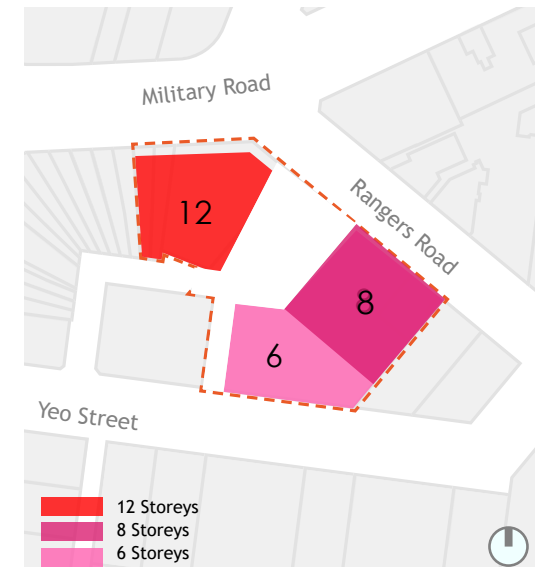 Military Road
Rangers Road
12
8
6
Yeo Street
12 Storeys
8 Storeys
6 Storeys